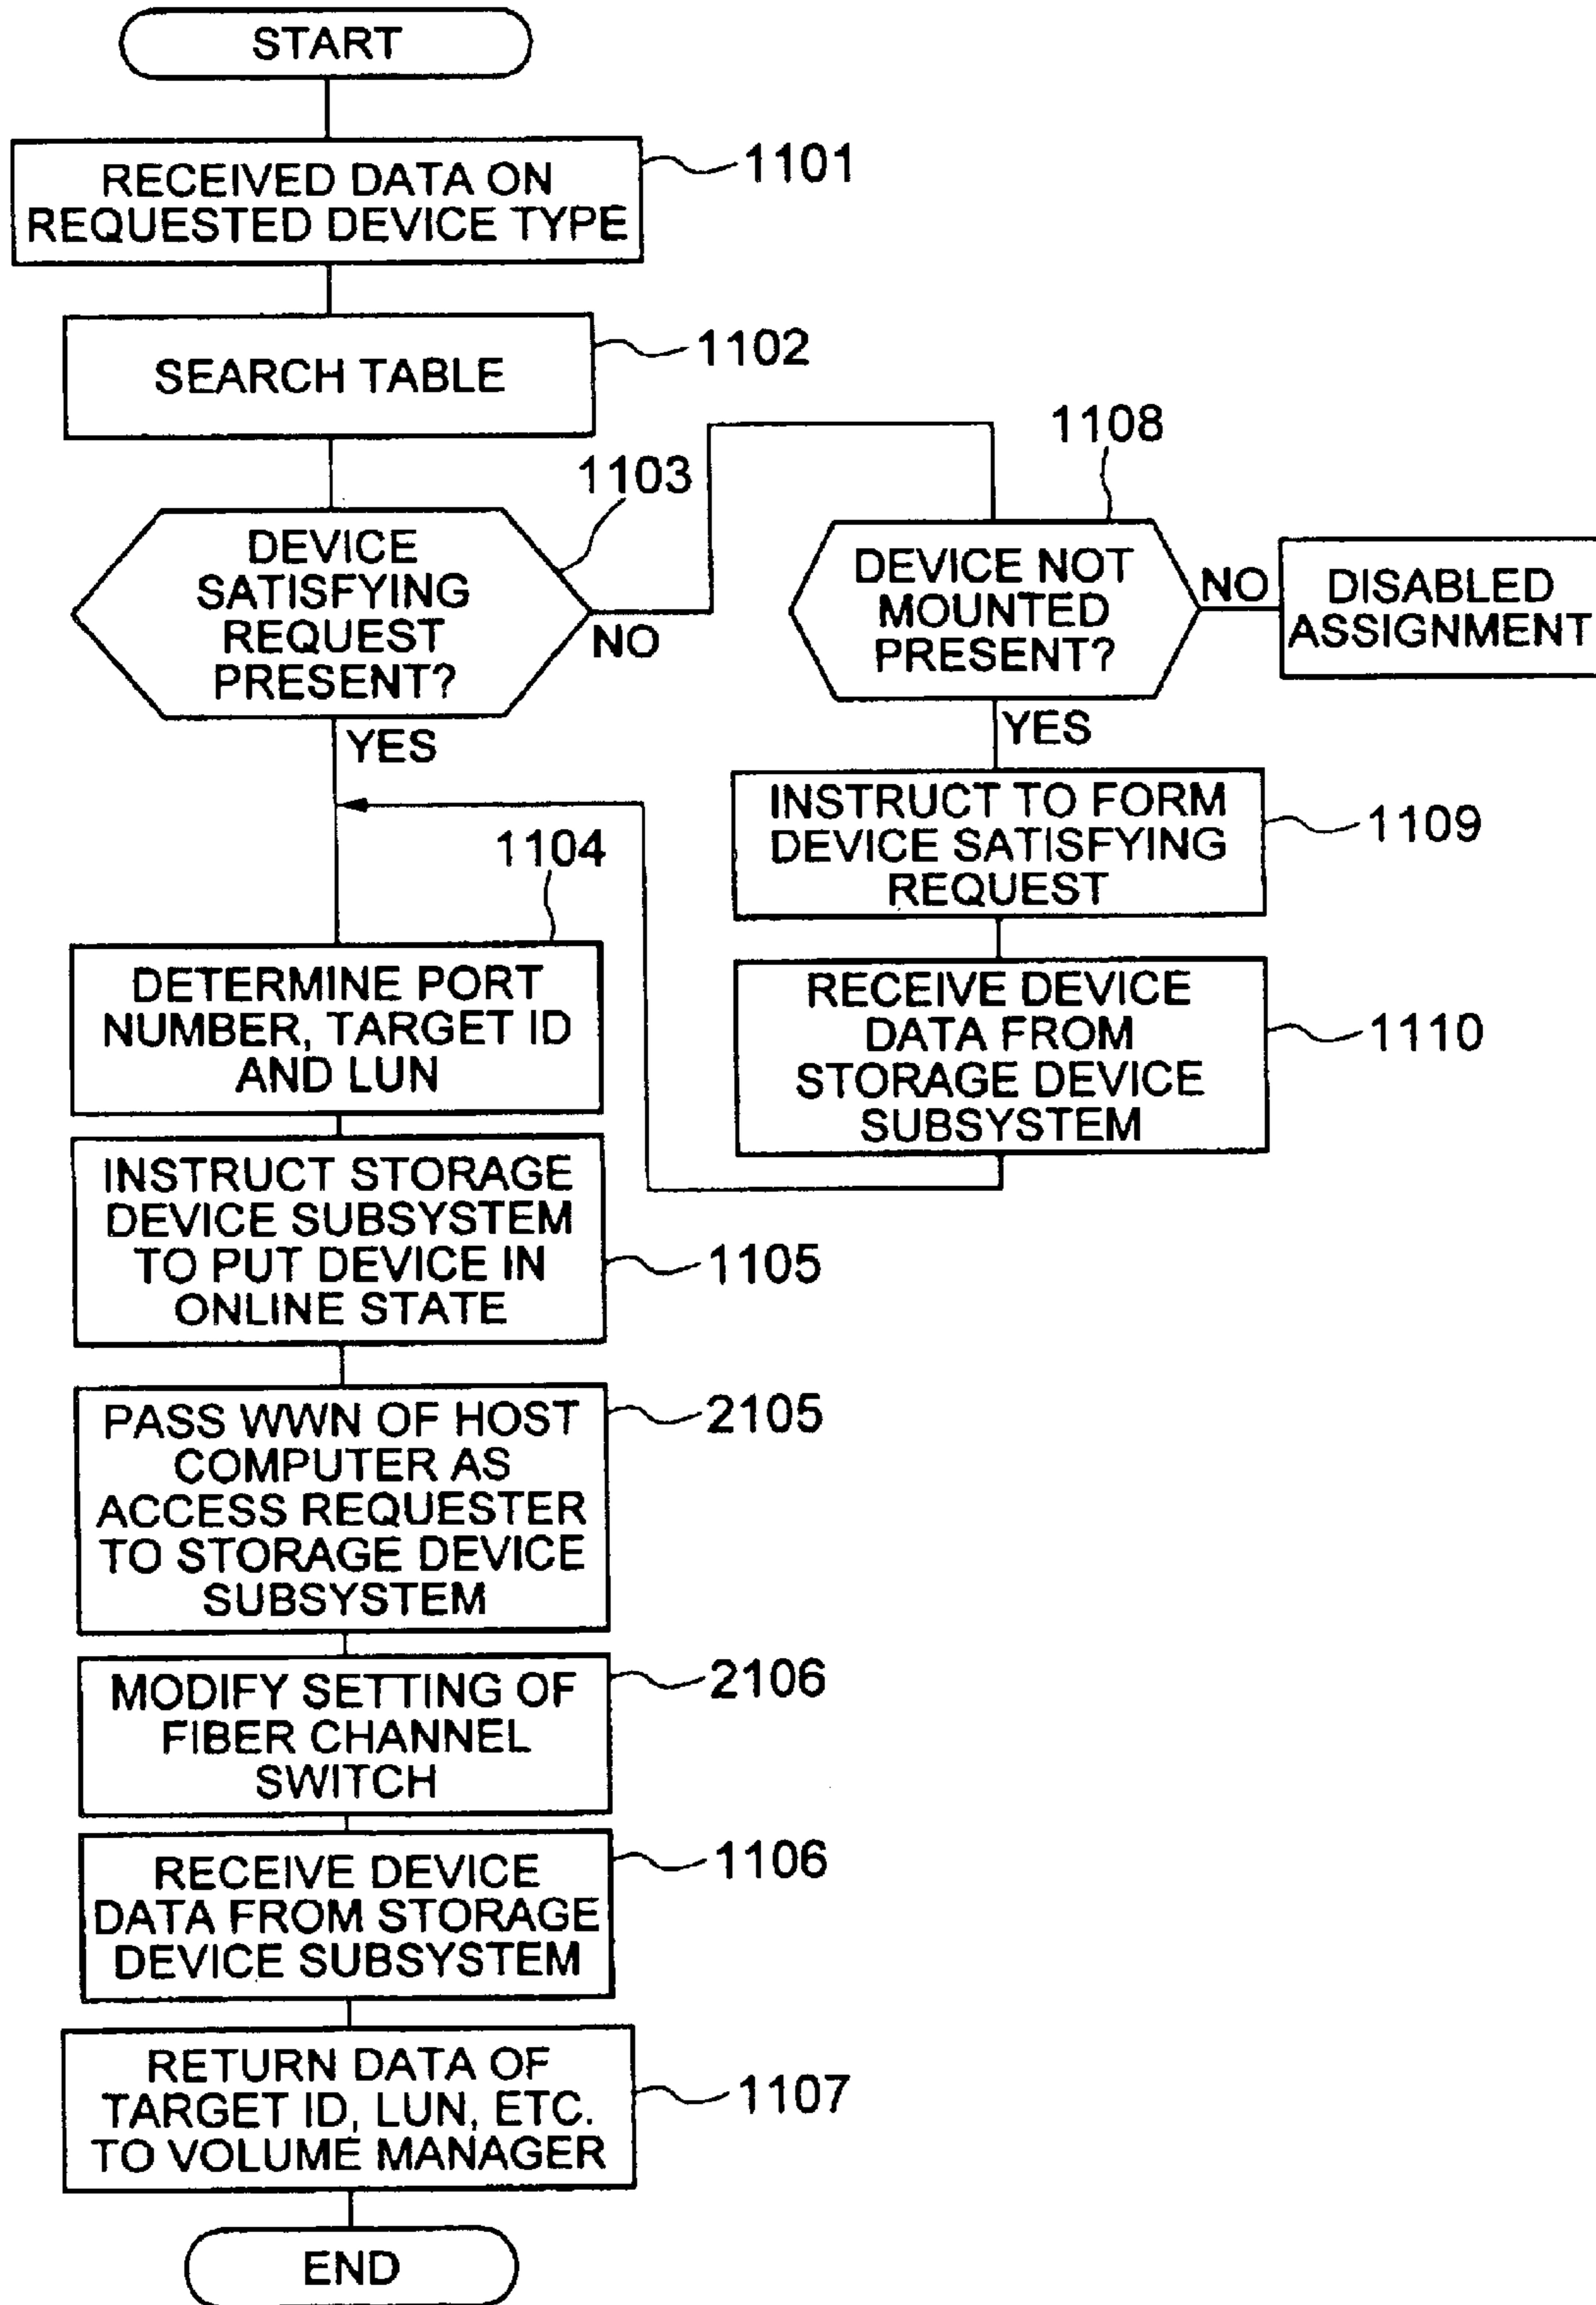 START
RECEIVED DATA ON
REQUESTED DEVICE TYPE
1101
SEARCH TABLE
1102
1103
DEVICE
SATISFYING
REQUEST
PRESENT?
NO
YES
1108
DEVICE NOT
MOUNTED
PRESENT?
NO
DISABLED
ASSIGNMENT
YES
INSTRUCT TO FORM
DEVICE SATISFYING
REQUEST
1109
RECEIVE DEVICE
DATA FROM
STORAGE DEVICE
SUBSYSTEM
1110
1104
DETERMINE PORT
NUMBER, TARGET ID
AND LUN
INSTRUCT STORAGE
DEVICE SUBSYSTEM
TO PUT DEVICE IN
ONLINE STATE
1105
PASS WWN OF HOST
COMPUTER AS
ACCESS REQUESTER
TO STORAGE DEVICE
SUBSYSTEM
2105
MODIFY SETTING OF
FIBER CHANNEL
SWITCH
2106
RECEIVE DEVICE
DATA FROM STORAGE
DEVICE SUBSYSTEM
1106
RETURN DATA OF
TARGET ID, LUN, ETC.
TO VOLUME MANAGER
1107
END